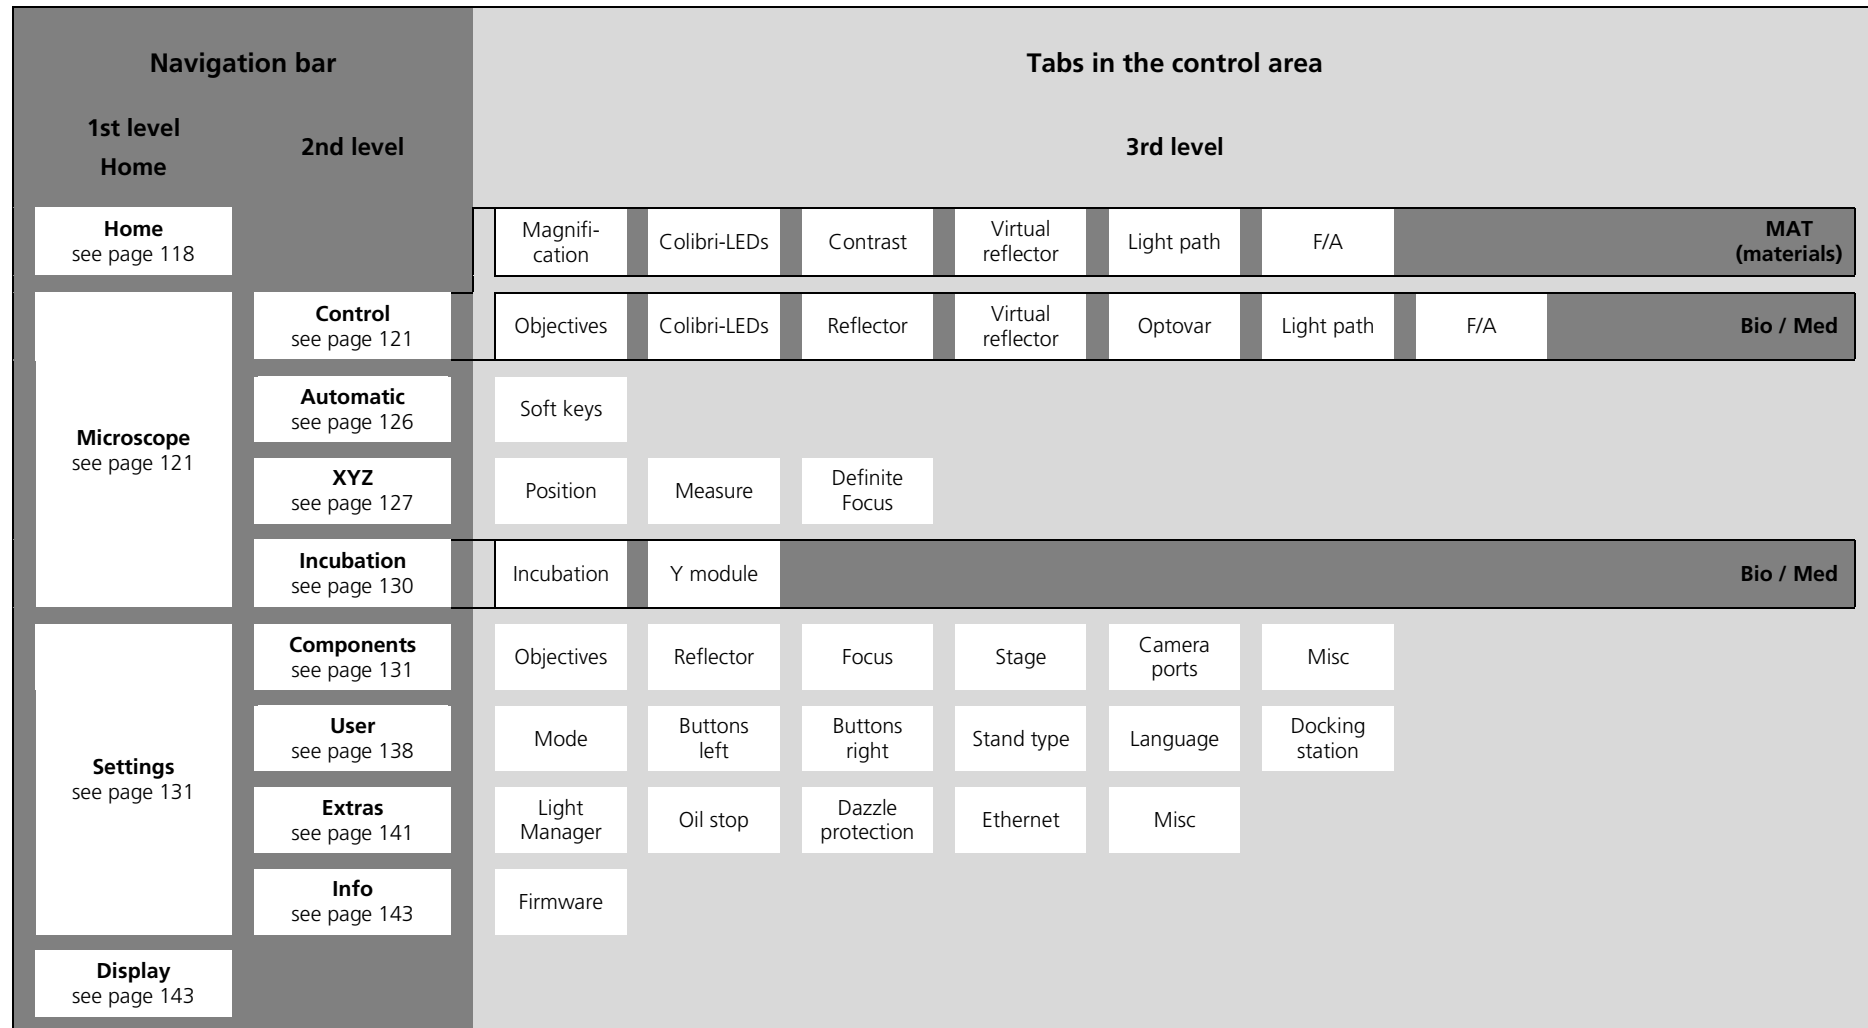 Navigation bar
Tabs in the control area
1st level
Home
2nd level
3rd level
Home
see page 118
Magnifi-
cation
Colibri-LEDs
Contrast
Virtual
reflector
Light path
F/A
MAT
(materials)
Microscope
see page 121
Control
see page 121
Objectives
Colibri-LEDs
Reflector
Virtual
reflector
Optovar
Light path
F/A
Bio / Med
Automatic
see page 126
Soft keys
XYZ
see page 127
Position
Measure
Definite
Focus
Incubation
see page 130
Incubation
Y module
Bio / Med
Settings
see page 131
Components
see page 131
Objectives
Reflector
Focus
Stage
Camera
ports
Misc
User
see page 138
Mode
Buttons
left
Buttons
right
Stand type
Language
Docking
station
Extras
see page 141
Light
Manager
Oil stop
Dazzle
protection
Ethernet
Misc
Info
see page 143
Firmware
Display
see page 143